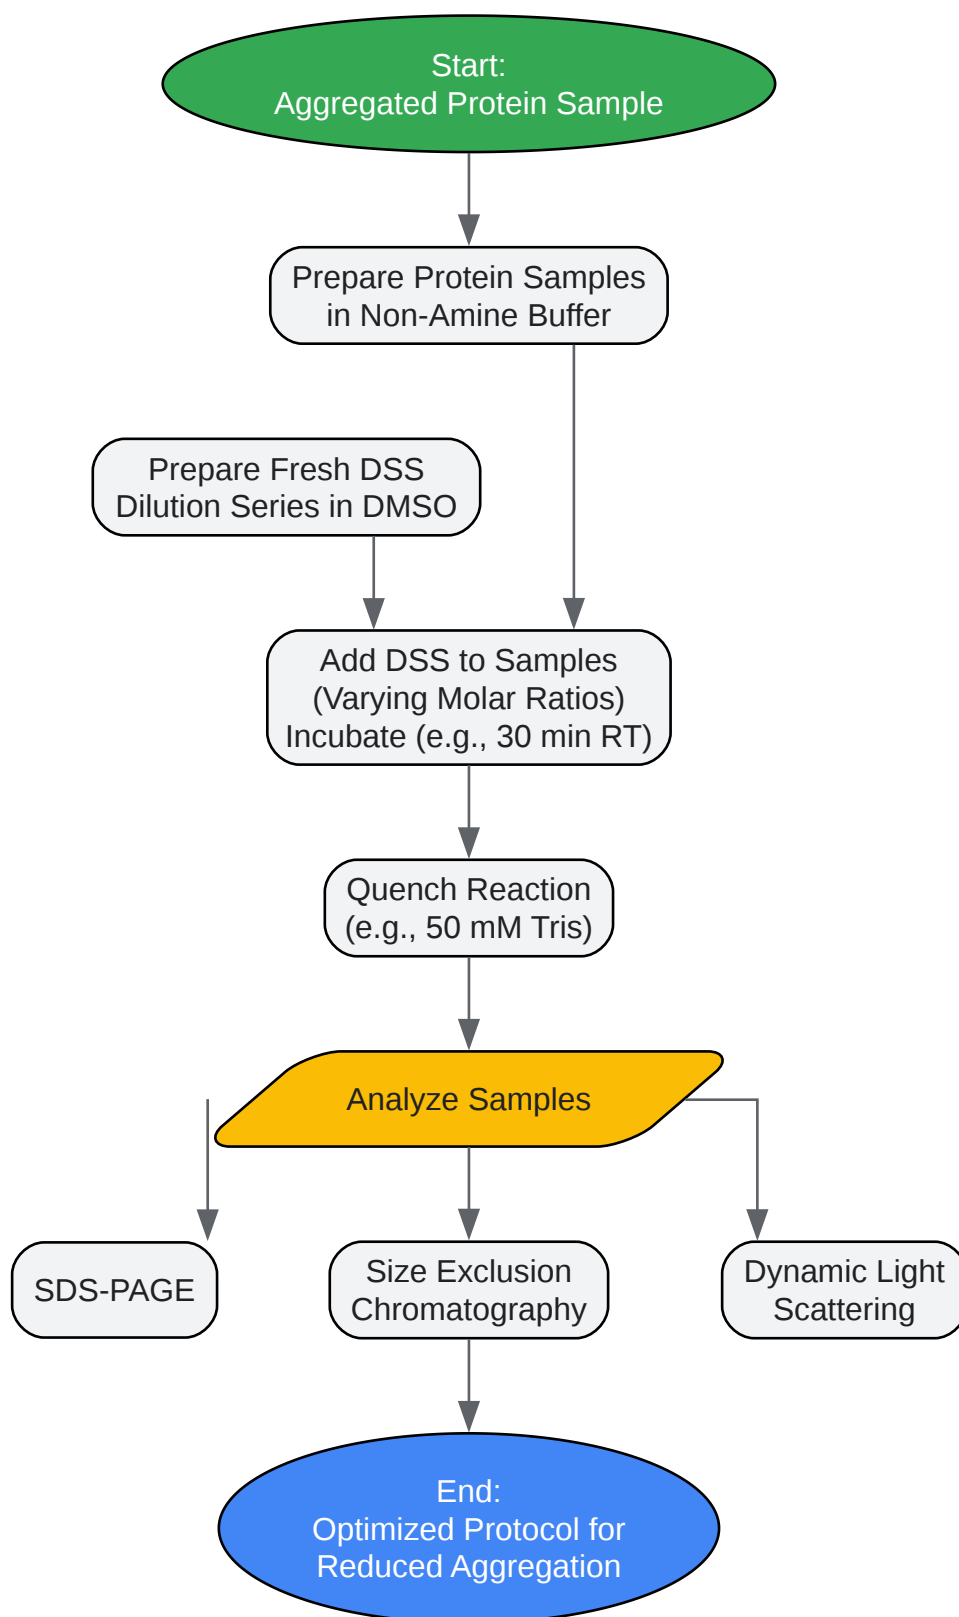 Start:
Aggregated Protein Sample
Prepare Protein Samples
in Non-Amine Buffer
Prepare Fresh DSS
Dilution Series in DMSO
Add DSS to Samples
(Varying Molar Ratios)
Incubate (e.g., 30 min RT)
Quench Reaction
(e.g., 50 mM Tris)
Analyze Samples
SDS-PAGE
Size Exclusion
Chromatography
Dynamic Light
Scattering
End:
Optimized Protocol for
Reduced Aggregation